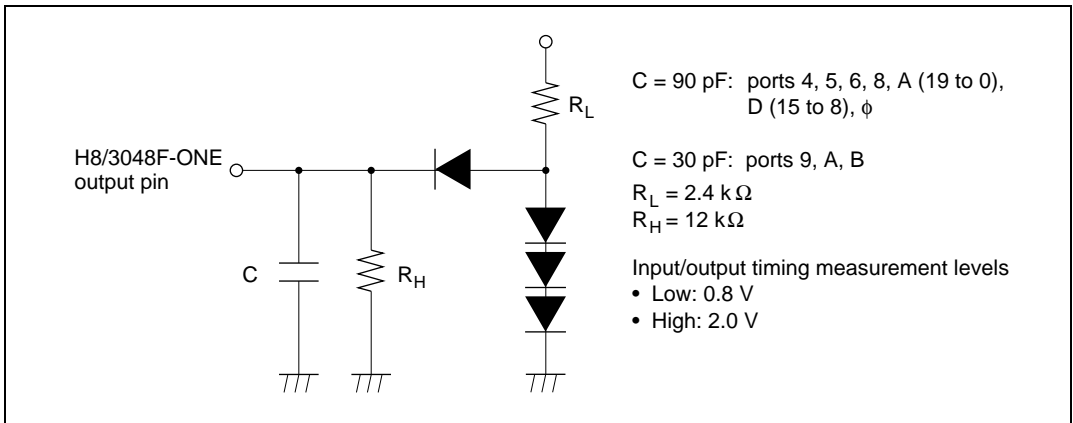 R_L
H8/3048F-ONE
output pin
C
R_H
C = 90 pF: ports 4, 5, 6, 8, A (19 to 0),
D (15 to 8), ϕ
C = 30 pF: ports 9, A, B
R_L = 2.4 kΩ
R_H = 12 kΩ
Input/output timing measurement levels
• Low: 0.8 V
• High: 2.0 V